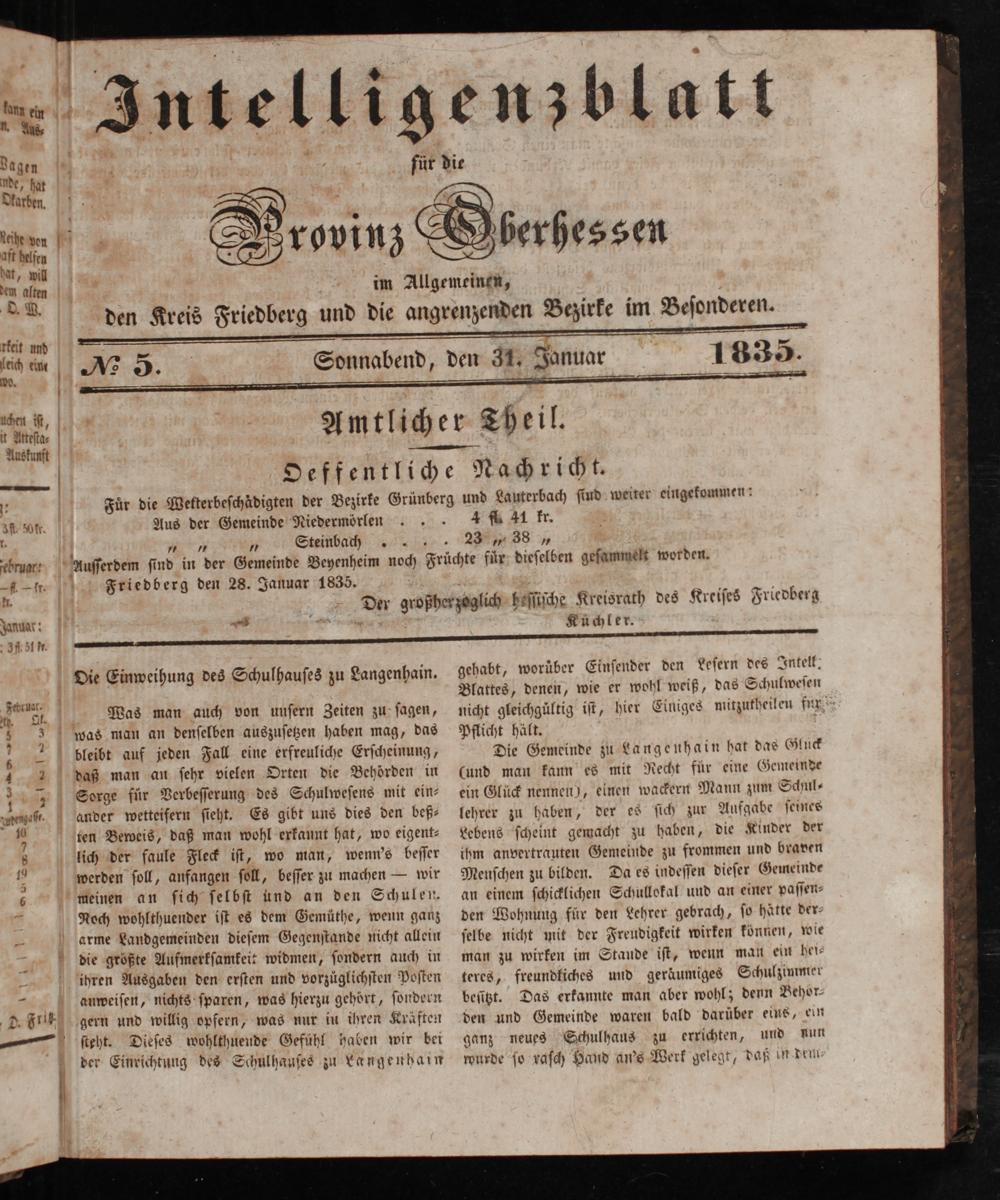 Intelligenzblatt
für die
Provinz Oberhessen
im Allgemeinen,
den Kreis Friedberg und die angrenzenden Bezirke im Besonderen.
№ 5.
Sonnabend, den 31. Januar
1835.
Amtlicher Theil.
Oeffentliche Nachricht.
Für die Wetterbeschädigten der Bezirke Grünberg und Lauterbach sind weiter eingekommen:
Aus der Gemeinde Niedermörlen . . . 4 fl. 41 kr.
„ „ „ Steinbach . . . . 23 „ 38 „
Ausserdem sind in der Gemeinde Beyenheim noch Früchte für dieselben gesammelt worden.
Friedberg den 28. Januar 1835.
Der großherzoglich hessische Kreisrath des Kreises Friedberg
Küchler.
Die Einweihung des Schulhauses zu Langenhain.
Was man auch von unsern Zeiten zu sagen,
was man an denselben auszusetzen haben mag, das
bleibt auf jeden Fall eine erfreuliche Erscheinung,
daß man an sehr vielen Orten die Behörden in
Sorge für Verbesserung des Schulwesens mit ein-
ander wetteifern sieht. Es gibt uns dies den beß-
ten Beweis, daß man wohl erkannt hat, wo eigent-
lich der faule Fleck ist, wo man, wenn's besser
werden soll, anfangen soll, besser zu machen — wir
meinen an sich selbst und an den Schulen.
Noch wohlthuender ist es dem Gemüthe, wenn ganz
arme Landgemeinden diesem Gegenstande nicht allein
die größte Aufmerksamkeit widmen, sondern auch in
ihren Ausgaben den ersten und vorzüglichsten Posten
anweisen, nichts sparen, was hierzu gehört, sondern
gern und willig opfern, was nur in ihren Kräften
steht. Dieses wohlthuende Gefühl haben wir bei
der Einrichtung des Schulhauses zu Langenhain
gehabt, worüber Einsender den Lesern des Intell.
Blattes, denen, wie er wohl weiß, das Schulwesen
nicht gleichgültig ist, hier Einiges mitzutheilen für
Pflicht hält.
Die Gemeinde zu Langenhain hat das Glück
(und man kann es mit Recht für eine Gemeinde
ein Glück nennen), einen wackern Mann zum Schul-
lehrer zu haben, der es sich zur Aufgabe seines
Lebens scheint gemacht zu haben, die Kinder der
ihm anvertrauten Gemeinde zu frommen und braven
Menschen zu bilden. Da es indessen dieser Gemeinde
an einem schicklichen Schullokal und an einer passen-
den Wohnung für den Lehrer gebrach, so hätte der-
selbe nicht mit der Freudigkeit wirken können, wie
man zu wirken im Stande ist, wenn man ein hei-
teres, freundliches und geräumiges Schulzimmer
besitzt. Das erkannte man aber wohl; denn Behör-
den und Gemeinde waren bald darüber eins, ein
ganz neues Schulhaus zu errichten, und nun
wurde so rasch Hand an's Werk gelegt, daß in dem-